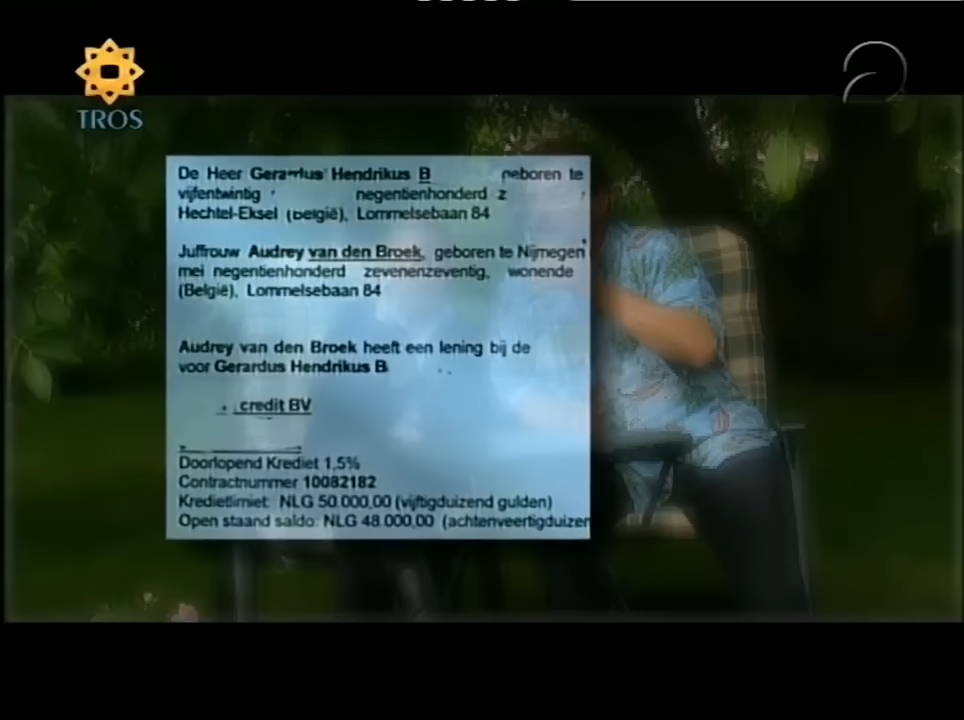 TROS
De Heer Gerardus Hendrikus B geboren te
vijfentwintig negentienhonderd z
Hechtel-Eksel (België), Lommelsebaan 84
Juffrouw Audrey van den Broek, geboren te Nijmegen
mei negentienhonderd zevenenzeventig, wonende
(België), Lommelsebaan 84
Audrey van den Broek heeft een lening bij de
voor Gerardus Hendrikus B
credit BV
Doorlopend Krediet 1,5%
Contractnummer 10082182
Kredietlimiet: NLG 50.000,00 (vijftigduizend gulden)
Open staand saldo: NLG 48.000,00 (achtenveertigduizen